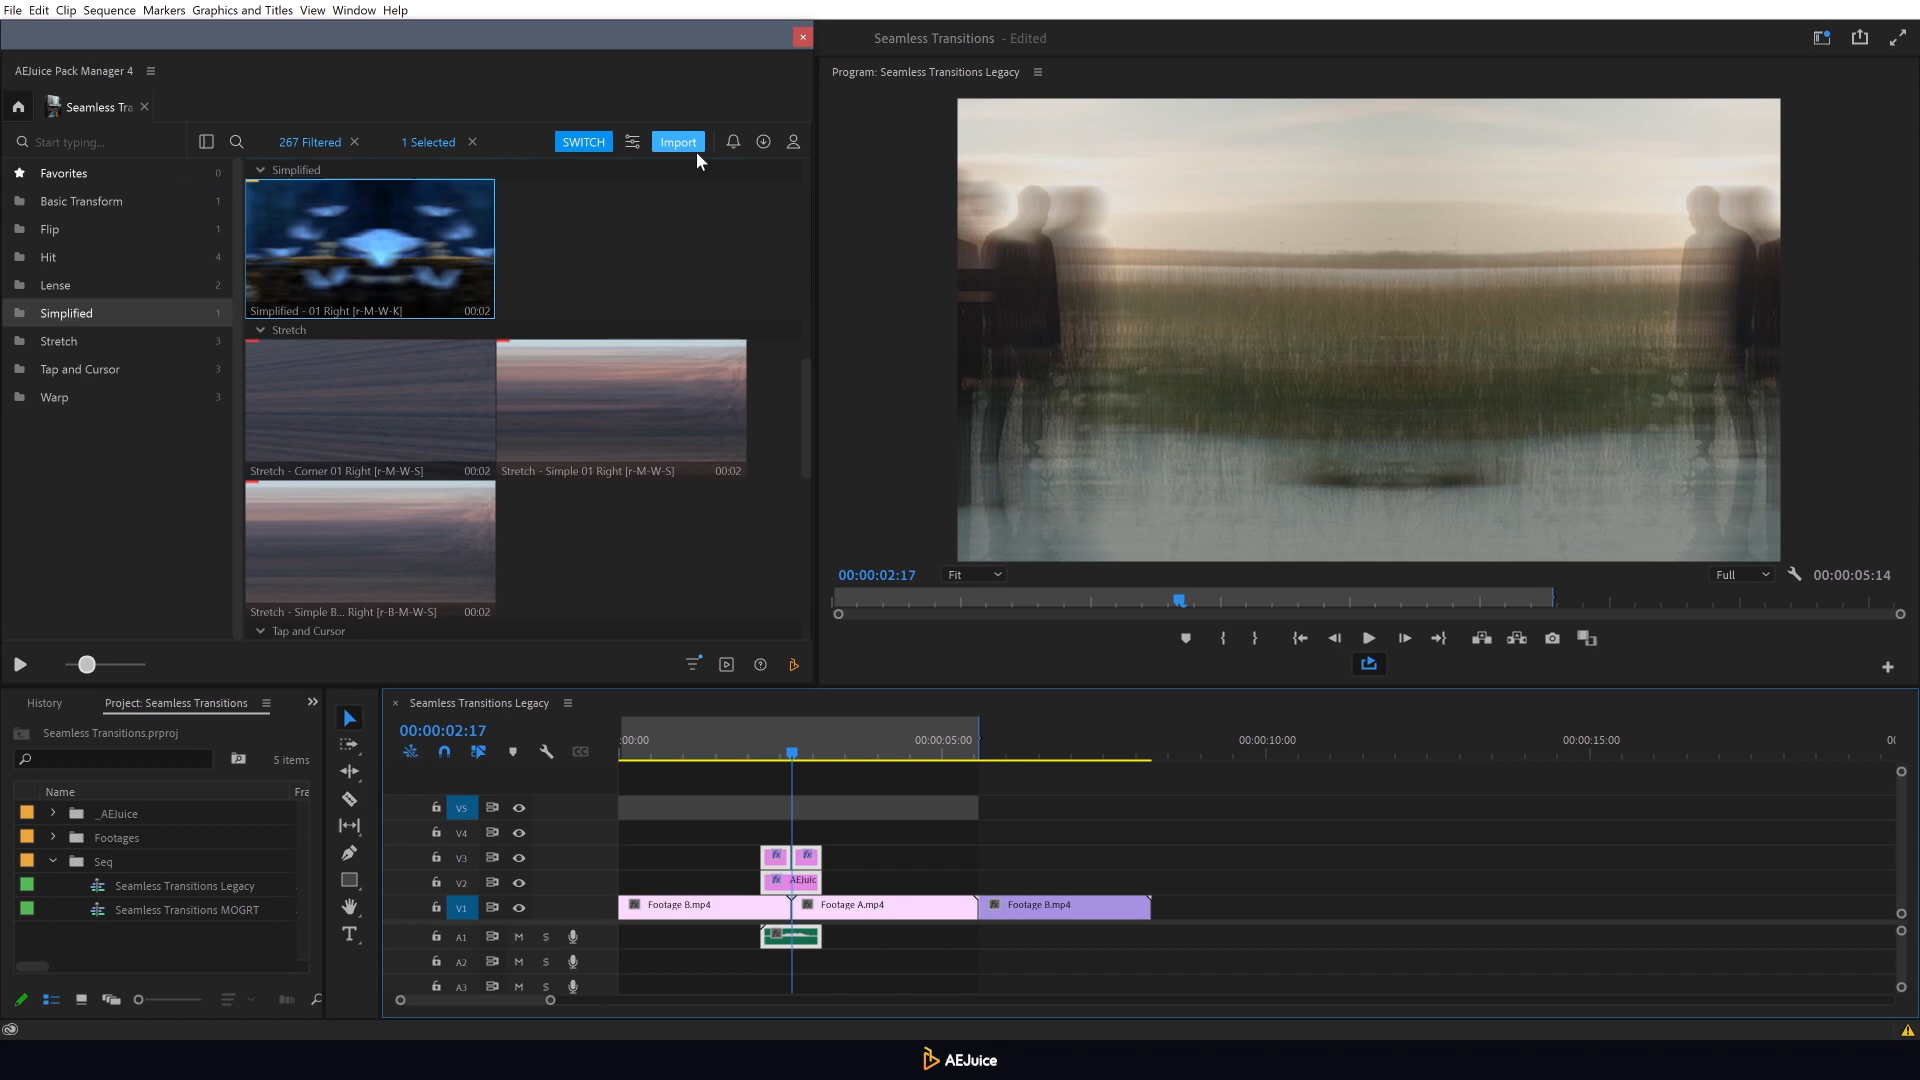 File Edit Clip Sequence Markers Graphics and Titles View Window Help
Seamless Transitions - Edited
AEJuice Pack Manager 4
Program: Seamless Transitions Legacy
Seamless Tra
Start typing...
267 Filtered
1 Selected
SWITCH
Import
Favorites 0
Basic Transform 1
Flip 1
Hit 4
Lense 2
Simplified 1
Stretch 3
Tap and Cursor 3
Warp 3
Simplified
Simplified - 01 Right [r-M-W-K] 00:02
Stretch
Stretch - Corner 01 Right [r-M-W-S] 00:02
Stretch - Simple 01 Right [r-M-W-S] 00:02
Stretch - Simple B... Right [r-B-M-W-S] 00:02
Tap and Cursor
00:00:02:17
Fit
Full
00:00:05:14
History
Project: Seamless Transitions
Seamless Transitions.prproj
5 items
Name
Fra
_AEJuice
Footages
Seq
Seamless Transitions Legacy
Seamless Transitions MOGRT
Seamless Transitions Legacy
00:00:02:17
CC
:00:00
00:00:05:00
00:00:10:00
00:00:15:00
V5
V4
V3 fx fx
V2 fx AEJuic
V1 Footage B.mp4 Footage A.mp4 Footage B.mp4
A1 M S
A2 M S
A3 M S
AEJuice